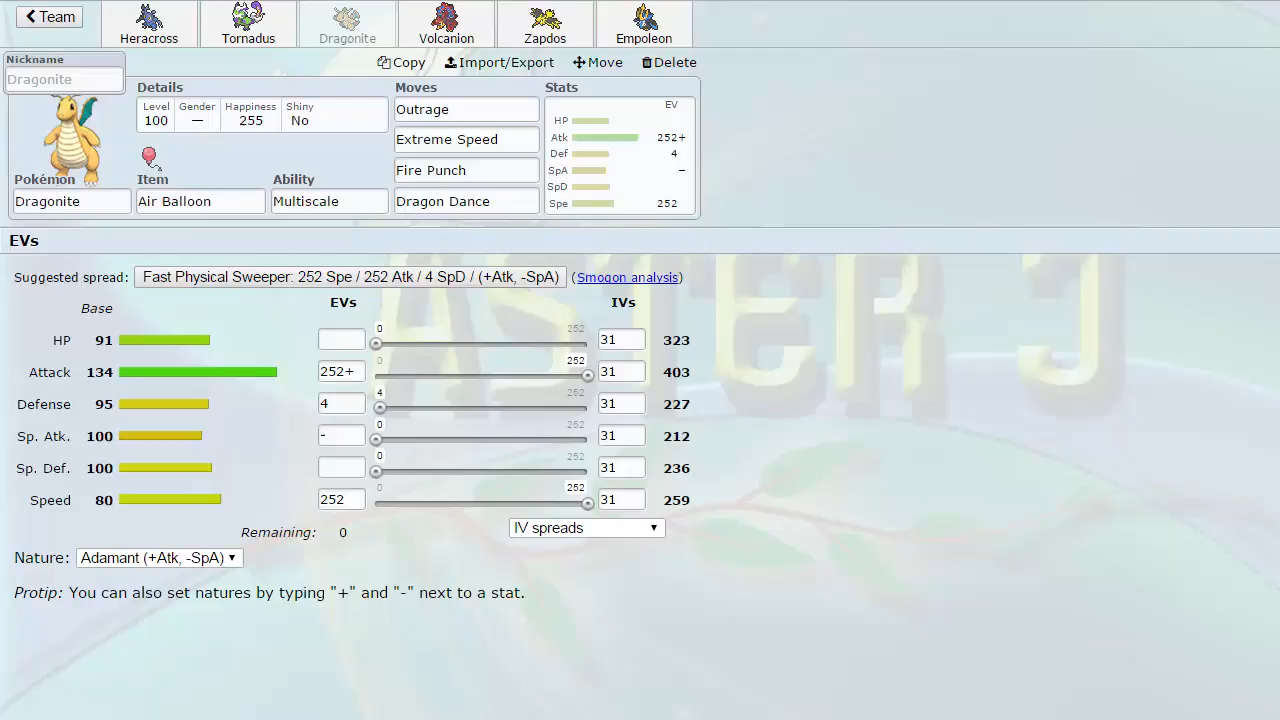 Team
Heracross Tornadus Dragonite Volcanion Zapdos Empoleon
Copy Import/Export Move Delete
Nickname
Dragonite
Details
Level Gender Happiness Shiny
100 — 255 No
Pokémon Item Ability
Dragonite Air Balloon Multiscale
Moves
Outrage
Extreme Speed
Fire Punch
Dragon Dance
Stats
EV
HP
Atk 252+
Def 4
SpA −
SpD
Spe 252
EVs
Suggested spread: Fast Physical Sweeper: 252 Spe / 252 Atk / 4 SpD / (+Atk, -SpA) (Smogon analysis)
Base EVs IVs
HP 91 0 252 31 323
Attack 134 252+ 0 252 31 403
Defense 95 4 4 252 31 227
Sp. Atk. 100 - 0 252 31 212
Sp. Def. 100 0 252 31 236
Speed 80 252 0 252 31 259
Remaining: 0 IV spreads
Nature: Adamant (+Atk, -SpA)
Protip: You can also set natures by typing "+" and "-" next to a stat.
ASTER 3